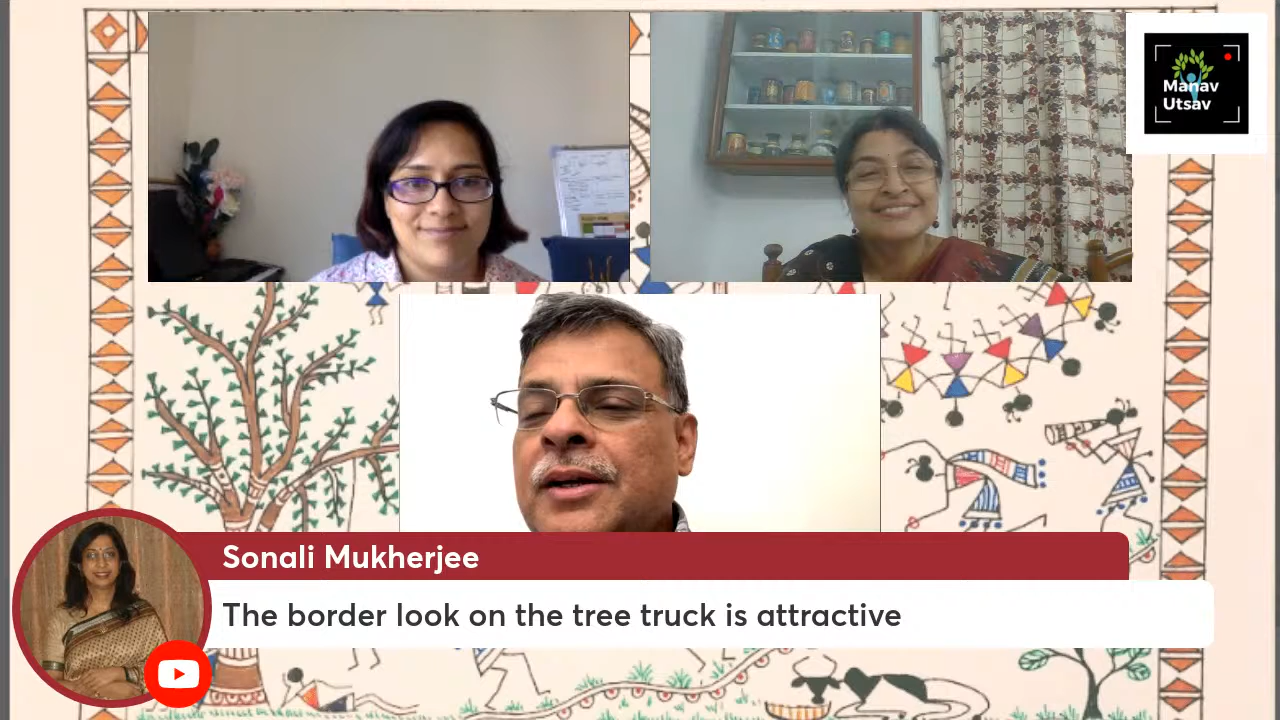 Manav
Utsav
Sonali Mukherjee
The border look on the tree truck is attractive